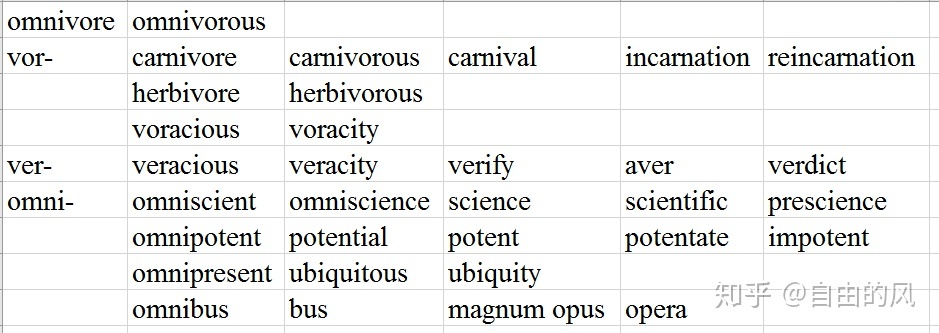 omnivore omnivorous
vor- carnivore carnivorous carnival incarnation reincarnation
herbivore herbivorous
voracious voracity
ver- veracious veracity verify aver verdict
omni- omniscient omniscience science scientific prescience
omnipotent potential potent potentate impotent
omnipresent ubiquitous ubiquity
omnibus bus magnum opus opera
知乎 @自由的风